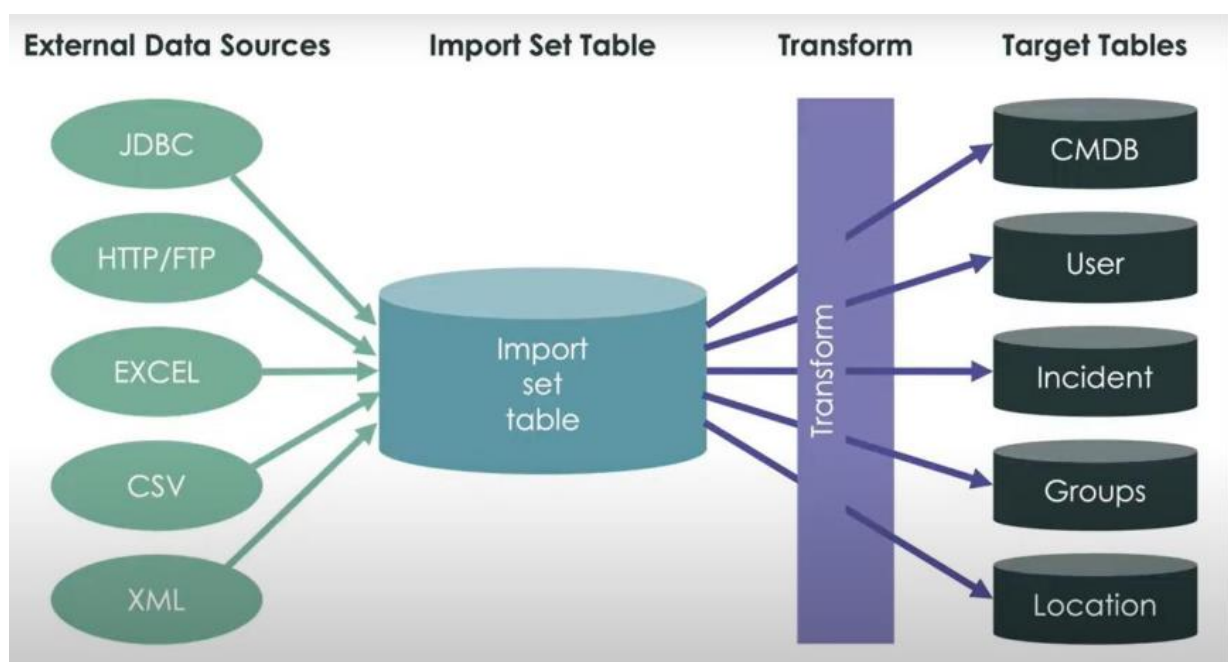 External Data Sources
Import Set Table
Transform
Target Tables
JDBC
HTTP/FTP
EXCEL
CSV
XML
Import
set
table
Transform
CMDB
User
Incident
Groups
Location